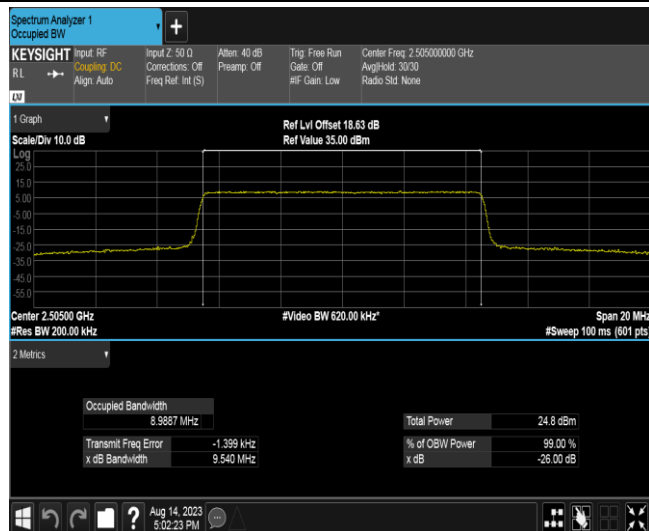 Spectrum Analyzer 1
Occupied BW
+
KEYSIGHT Input: RF Input Z: 50 Ω Atten: 40 dB Trig: Free Run Center Freq: 2.505000000 GHz
RL Coupling: DC Corrections: Off Preamp: Off Gate: Off Avg|Hold: 30/30
Align: Auto Freq Ref: Int (S) #IF Gain: Low Radio Std: None
1 Graph
Ref Lvl Offset 18.63 dB
Scale/Div 10.0 dB Ref Value 35.00 dBm
Log
25.0
15.0
5.00
-5.00
-15.0
-25.0
-35.0
-45.0
-55.0
Center 2.50500 GHz #Video BW 620.00 kHz* Span 20 MHz
#Res BW 200.00 kHz #Sweep 100 ms (601 pts)
2 Metrics
Occupied Bandwidth
8.9887 MHz Total Power 24.8 dBm
Transmit Freq Error -1.399 kHz % of OBW Power 99.00 %
x dB Bandwidth 9.540 MHz x dB -26.00 dB
? Aug 14, 2023
5:02:23 PM